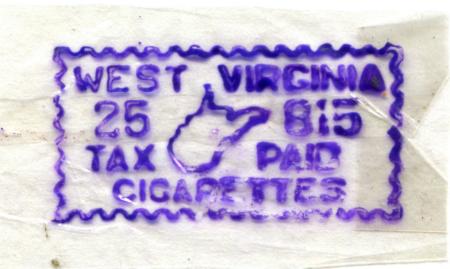 WEST VIRGINIA
25 815
TAX PAID
CIGARETTES